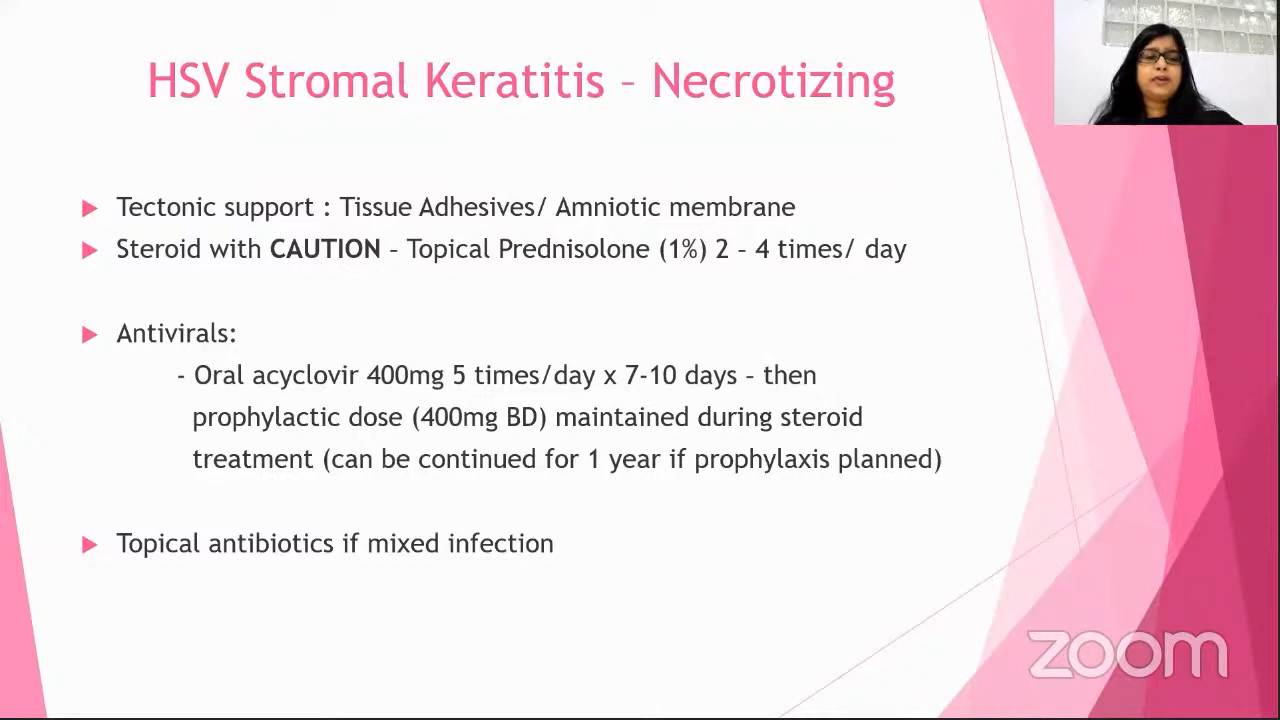 HSV Stromal Keratitis – Necrotizing
Tectonic support : Tissue Adhesives/ Amniotic membrane
Steroid with CAUTION – Topical Prednisolone (1%) 2 – 4 times/ day
Antivirals:
- Oral acyclovir 400mg 5 times/day x 7-10 days – then
prophylactic dose (400mg BD) maintained during steroid
treatment (can be continued for 1 year if prophylaxis planned)
Topical antibiotics if mixed infection
zoom